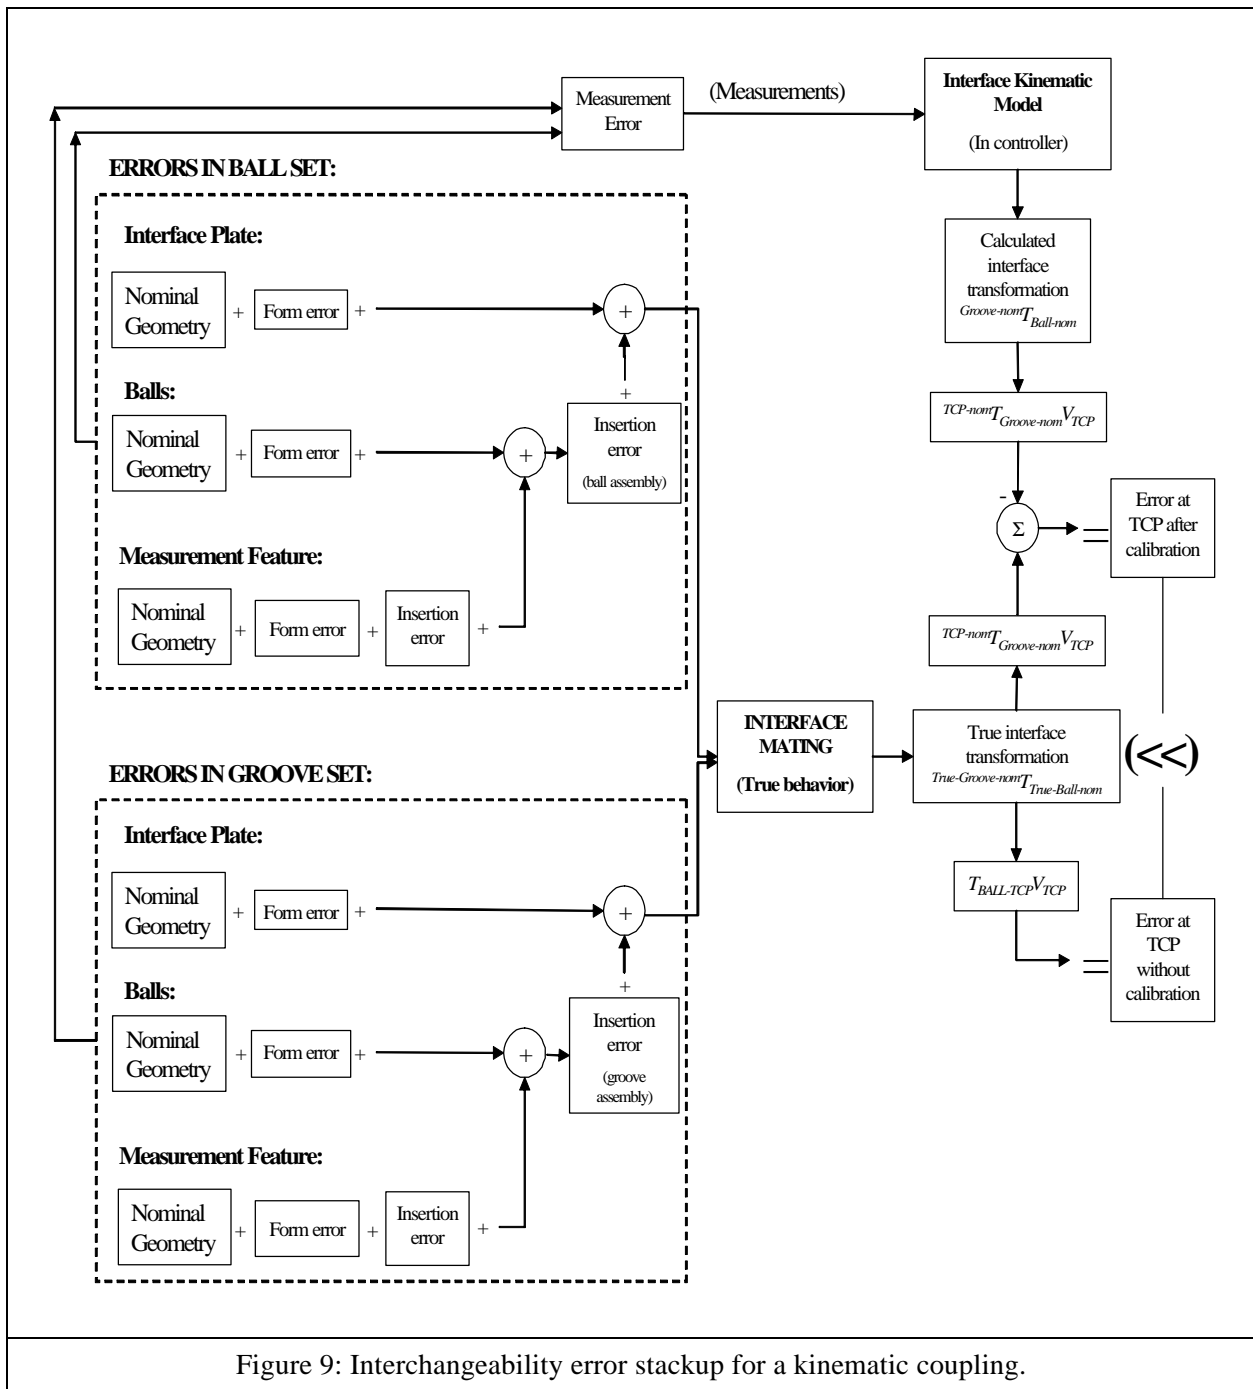 Measurement
Error
(Measurements)
Interface Kinematic
Model
(In controller)
ERRORS IN BALL SET:
Interface Plate:
Nominal
Geometry
+
Form error
+
+
Balls:
+
Nominal
Geometry
+
Form error
+
+
Insertion
error
(ball assembly)
Measurement Feature:
Nominal
Geometry
+
Form error
+
Insertion
error
+
Calculated
interface
transformation
Groove-nomTBall-nom
TCP-nomTGroove-nomVTCP
-
Σ
=
Error at
TCP after
calibration
TCP-nomTGroove-nomVTCP
INTERFACE
MATING
(True behavior)
True interface
transformation
True-Groove-nomTTrue-Ball-nom
(<<)
TBALL-TCPVTCP
=
Error at
TCP
without
calibration
ERRORS IN GROOVE SET:
Interface Plate:
Nominal
Geometry
+
Form error
+
+
Balls:
+
Nominal
Geometry
+
Form error
+
+
Insertion
error
(groove
assembly)
Measurement Feature:
Nominal
Geometry
+
Form error
+
Insertion
error
+
Figure 9: Interchangeability error stackup for a kinematic coupling.